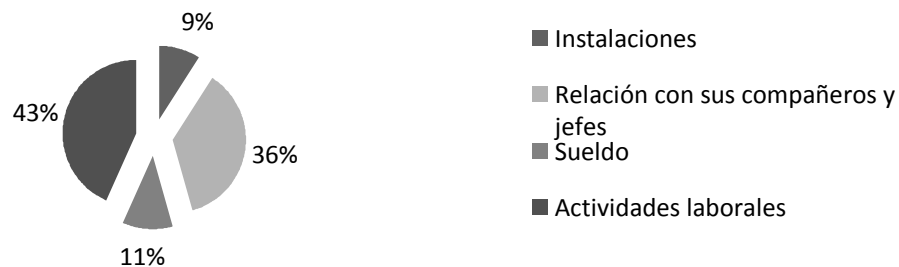 9%
43%
36%
11%
Instalaciones
Relación con sus compañeros y
jefes
Sueldo
Actividades laborales